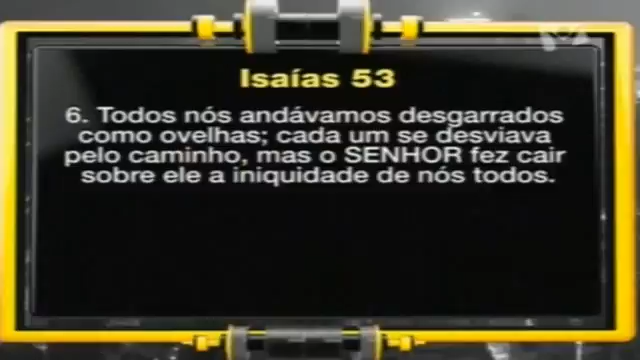 Isaías 53
6. Todos nós andávamos desgarrados
como ovelhas; cada um se desviava
pelo caminho, mas o SENHOR fez cair
sobre ele a iniquidade de nós todos.